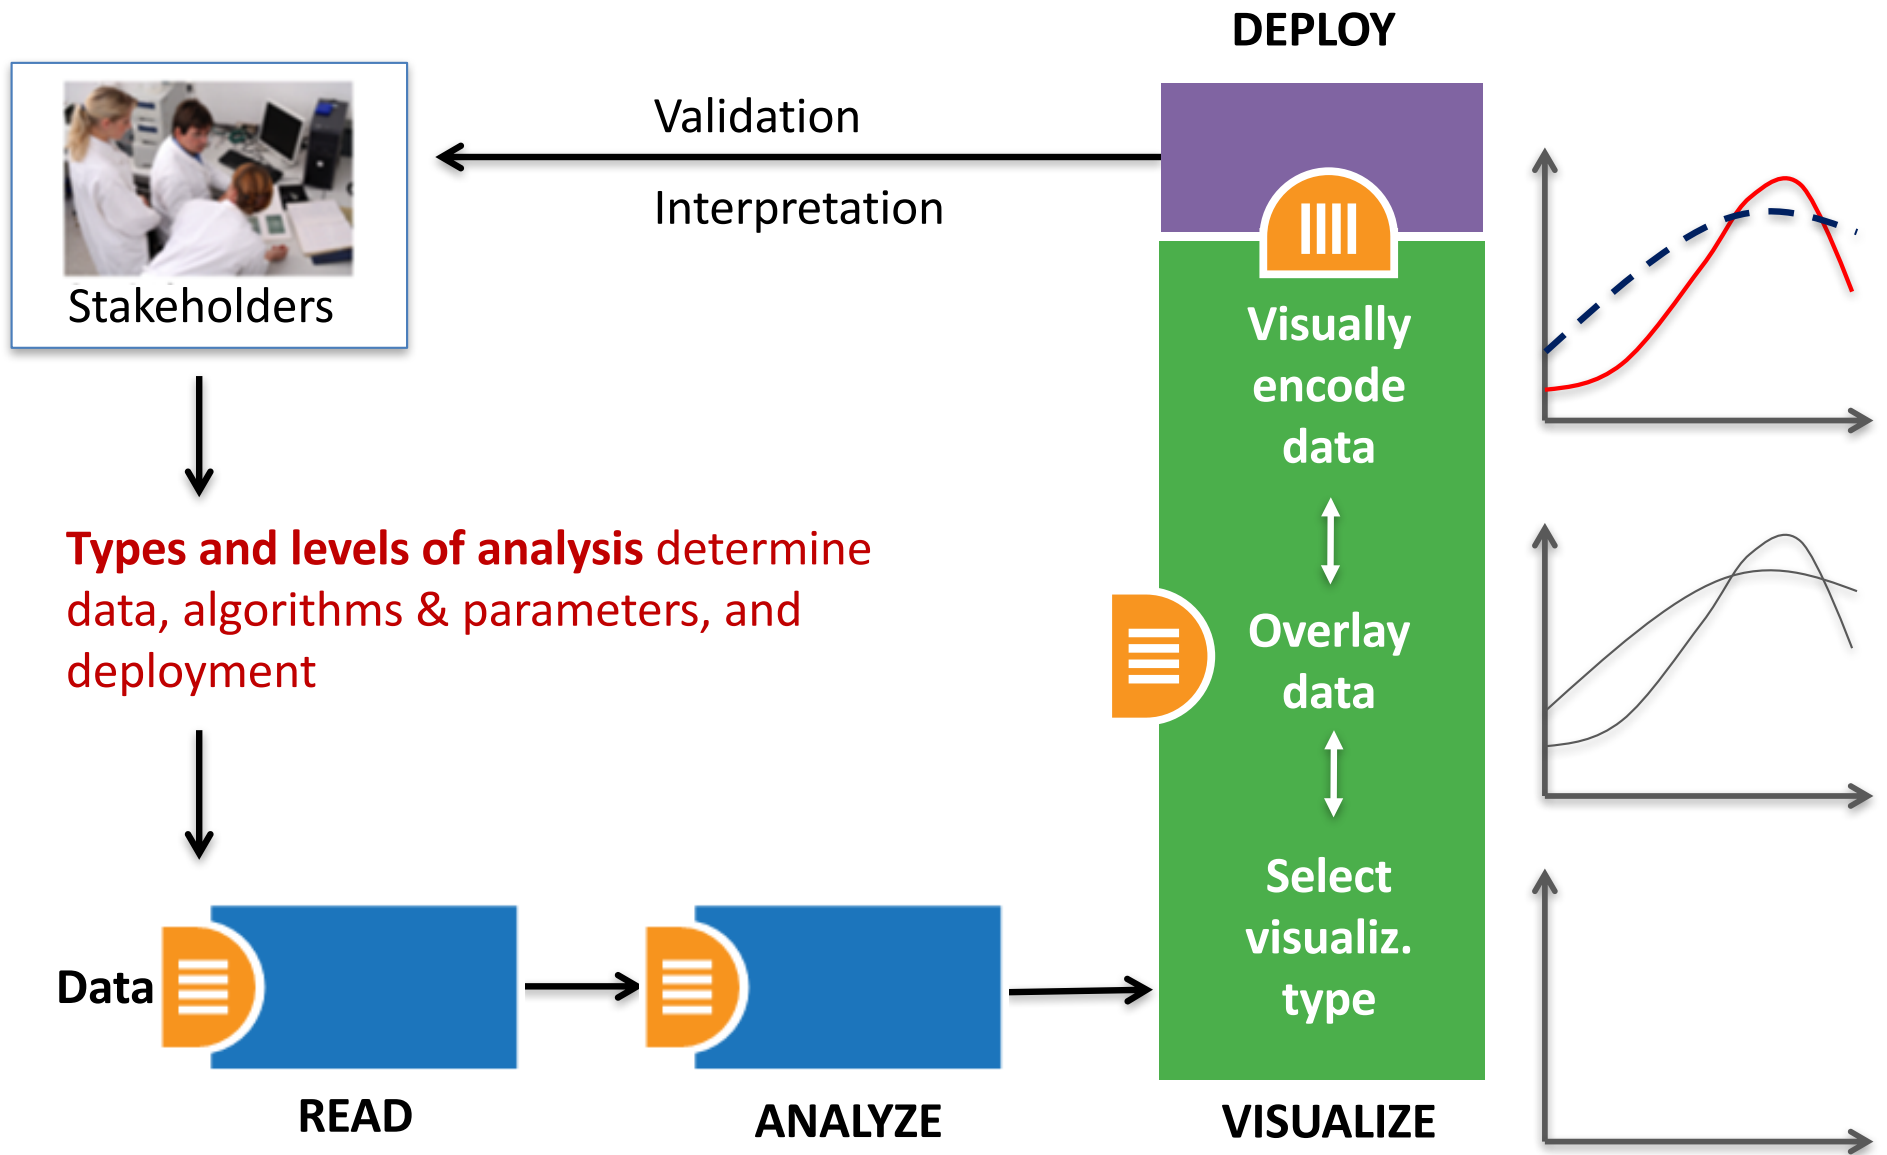 DEPLOY
Validation
Interpretation
Stakeholders
Visually
encode
data
Types and levels of analysis determine
data, algorithms & parameters, and
deployment
Overlay
data
Select
visualiz.
type
Data
READ
ANALYZE
VISUALIZE